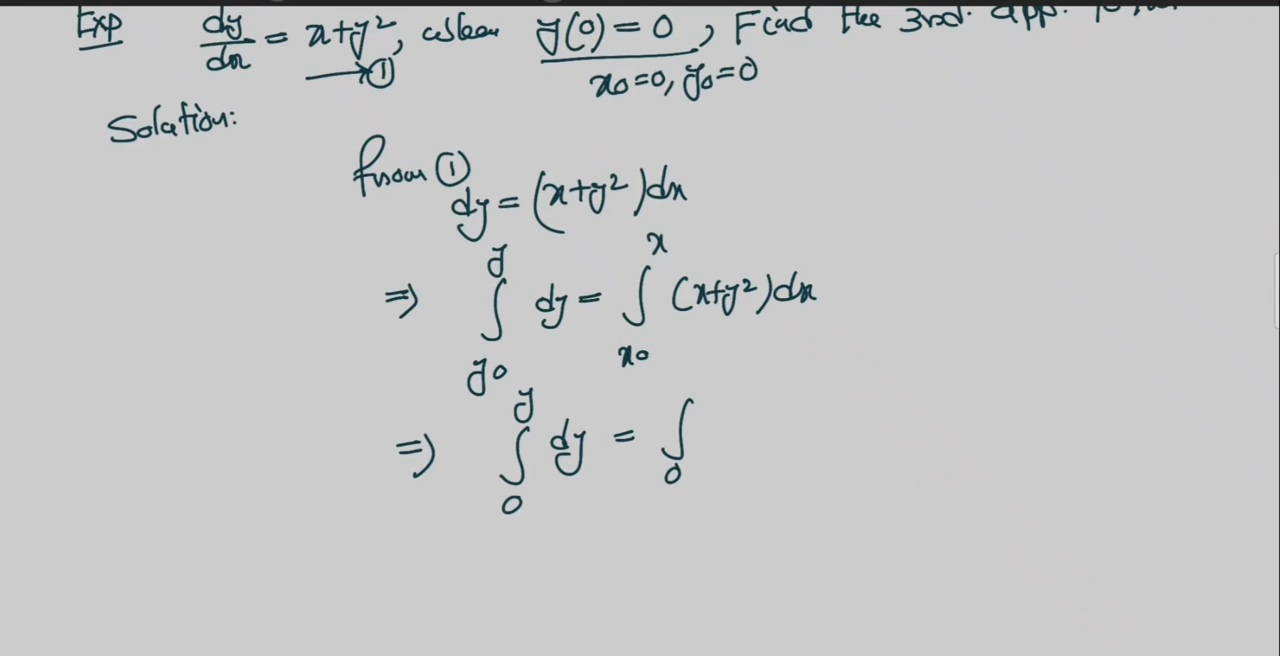 Exp dy/dx = x+y², when y(0) = 0, Find the 3rd. app.
→① x₀=0, y₀=0
Solution:
from ①
dy = (x+y²)dx
⇒ ∫_{y₀}^{y} dy = ∫_{x₀}^{x} (x+y²)dx
⇒ ∫_{0}^{y} dy = ∫_{0}